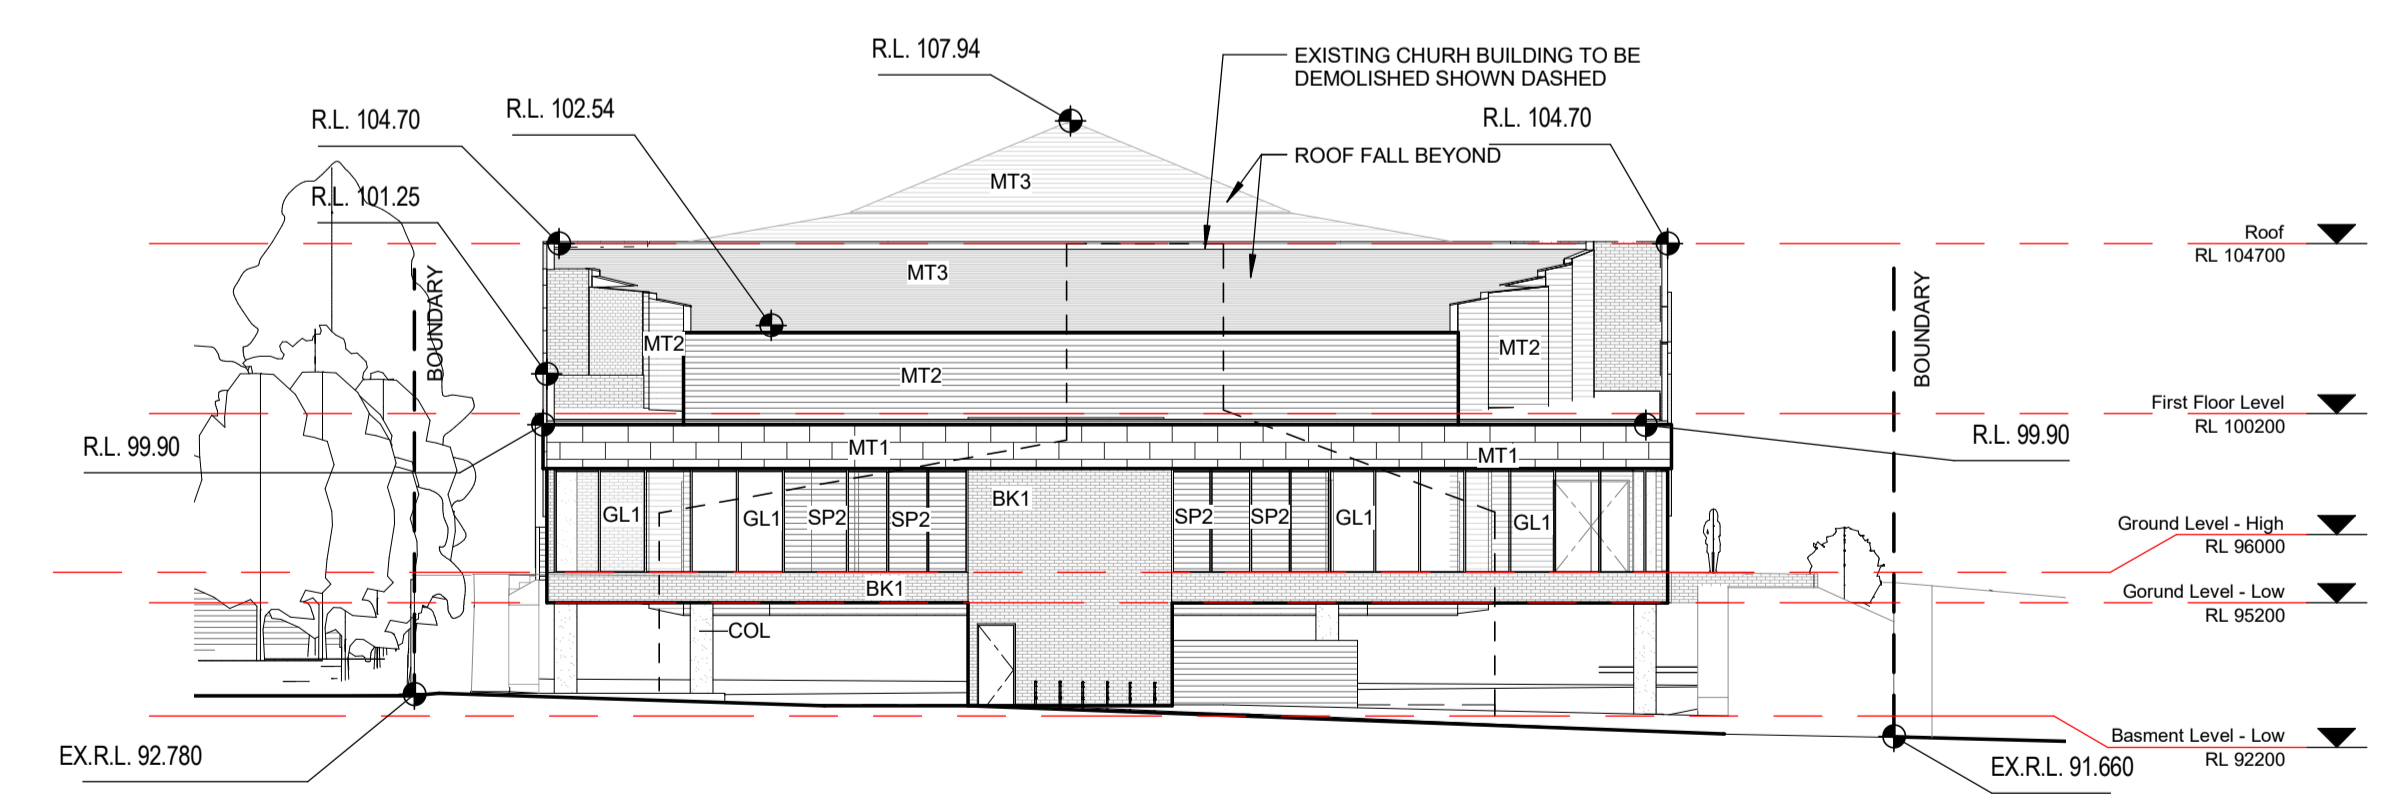 R.L. 107.94
EXISTING CHURH BUILDING TO BE
DEMOLISHED SHOWN DASHED
R.L. 104.70
R.L. 102.54
R.L. 104.70
ROOF FALL BEYOND
MT3
R.L. 101.25
BOUNDARY
MT3
Roof
RL 104700
BOUNDARY
MT2
MT2
MT2
First Floor Level
RL 100200
R.L. 99.90
MT1
MT1
R.L. 99.90
GL1
GL1
SP2
SP2
BK1
SP2
SP2
GL1
GL1
Ground Level - High
RL 96000
BK1
Gorund Level - Low
RL 95200
COL
EX.R.L. 92.780
Basment Level - Low
RL 92200
EX.R.L. 91.660